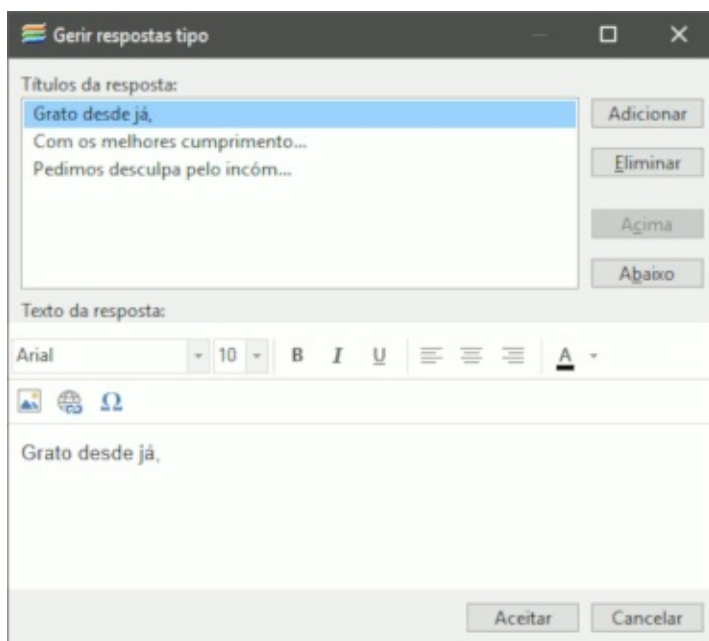 Gerir respostas tipo
Títulos da resposta:
Grato desde já,
Com os melhores cumprimento...
Pedimos desculpa pelo incóm...
Adicionar
Eliminar
Acima
Abaixo
Texto da resposta:
Arial 10 B I U A
Ω
Grato desde já,
Aceitar Cancelar